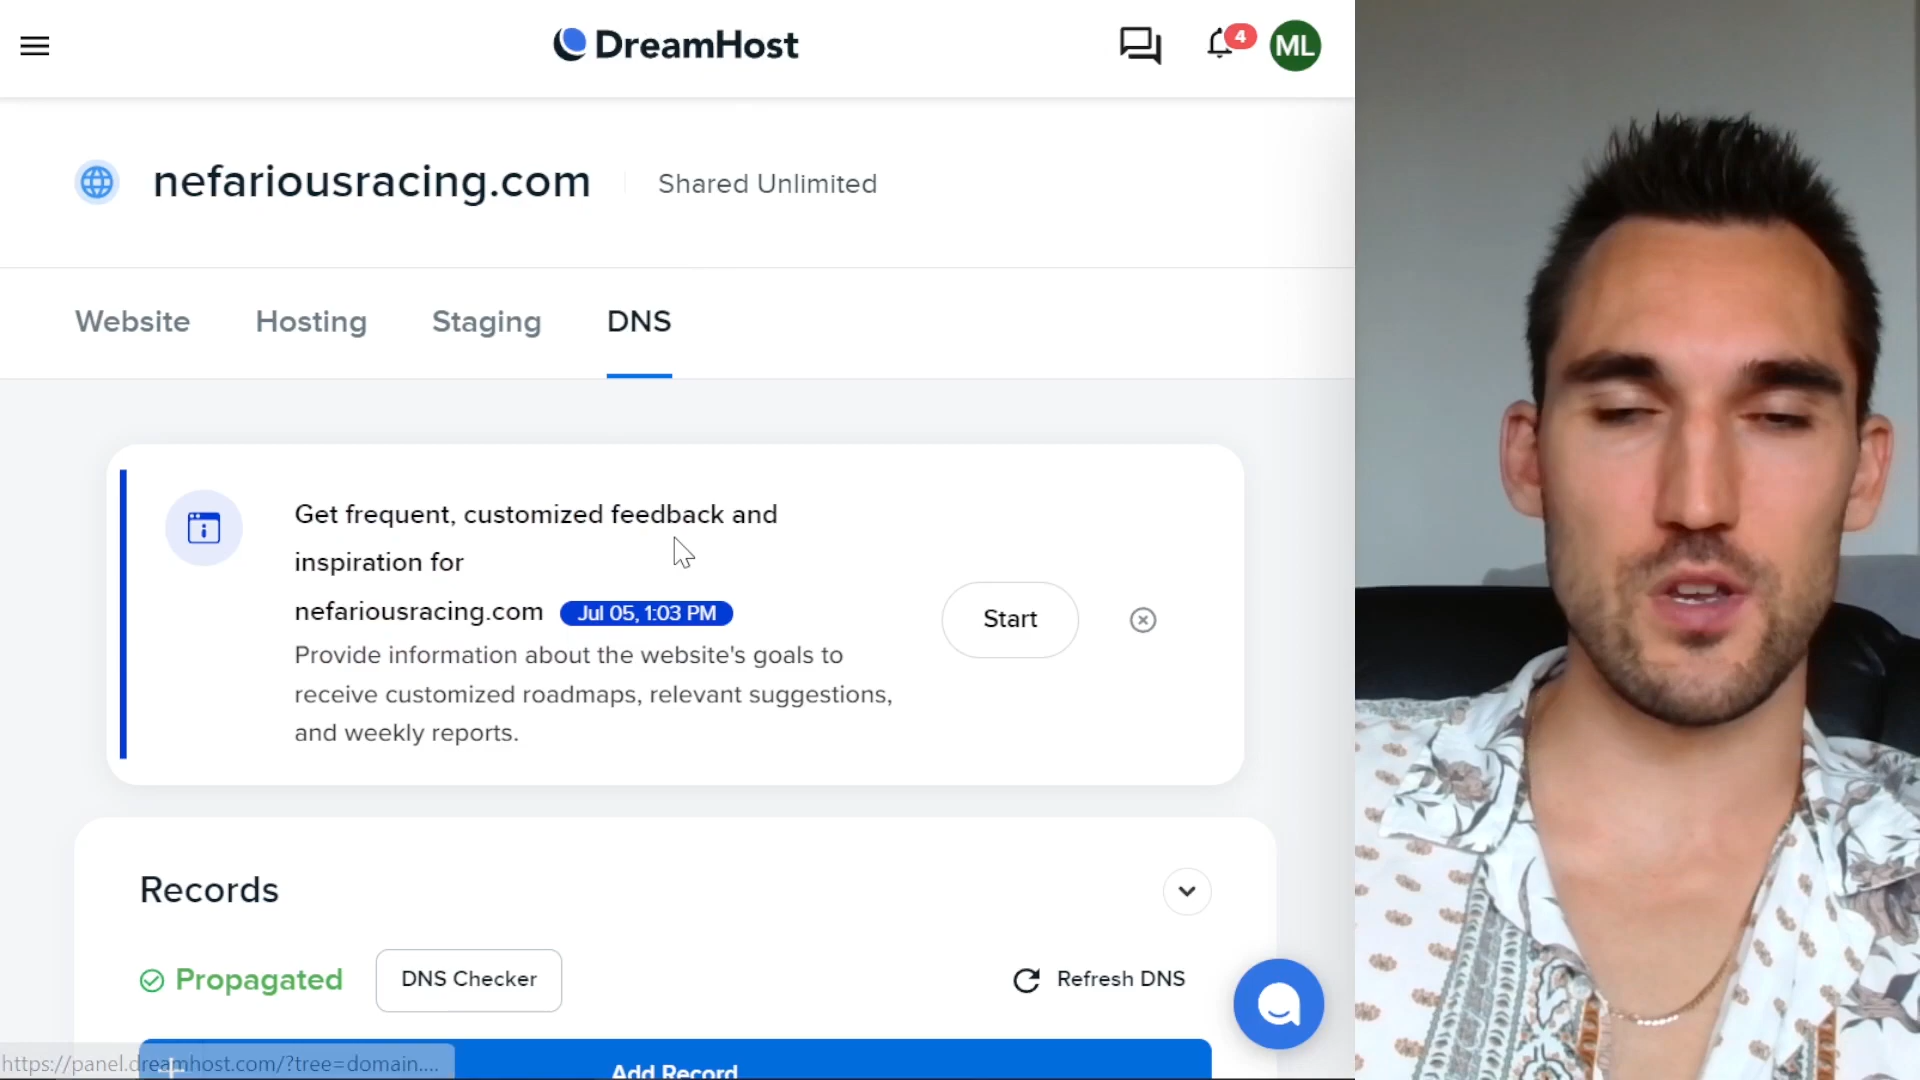 DreamHost
4
ML
nefariousracing.com
Shared Unlimited
Website
Hosting
Staging
DNS
Get frequent, customized feedback and
inspiration for
nefariousracing.com Jul 05, 1:03 PM
Provide information about the website's goals to
receive customized roadmaps, relevant suggestions,
and weekly reports.
Start
Records
Propagated
DNS Checker
Refresh DNS
Add Record
https://panel.dreamhost.com/?tree=domain....